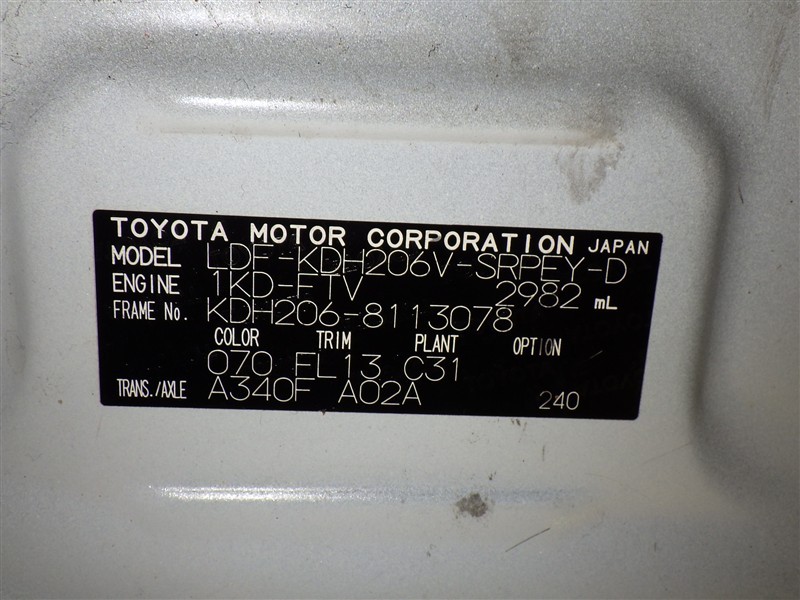 TOYOTA MOTOR CORPORATION JAPAN
MODEL LDF-KDH206V-SRPEY-D
ENGINE 1KD-FTV 2982 mL
FRAME No. KDH206-8113078
COLOR TRIM PLANT OPTION
070 FL13 C31
TRANS./AXLE A340F A02A 240